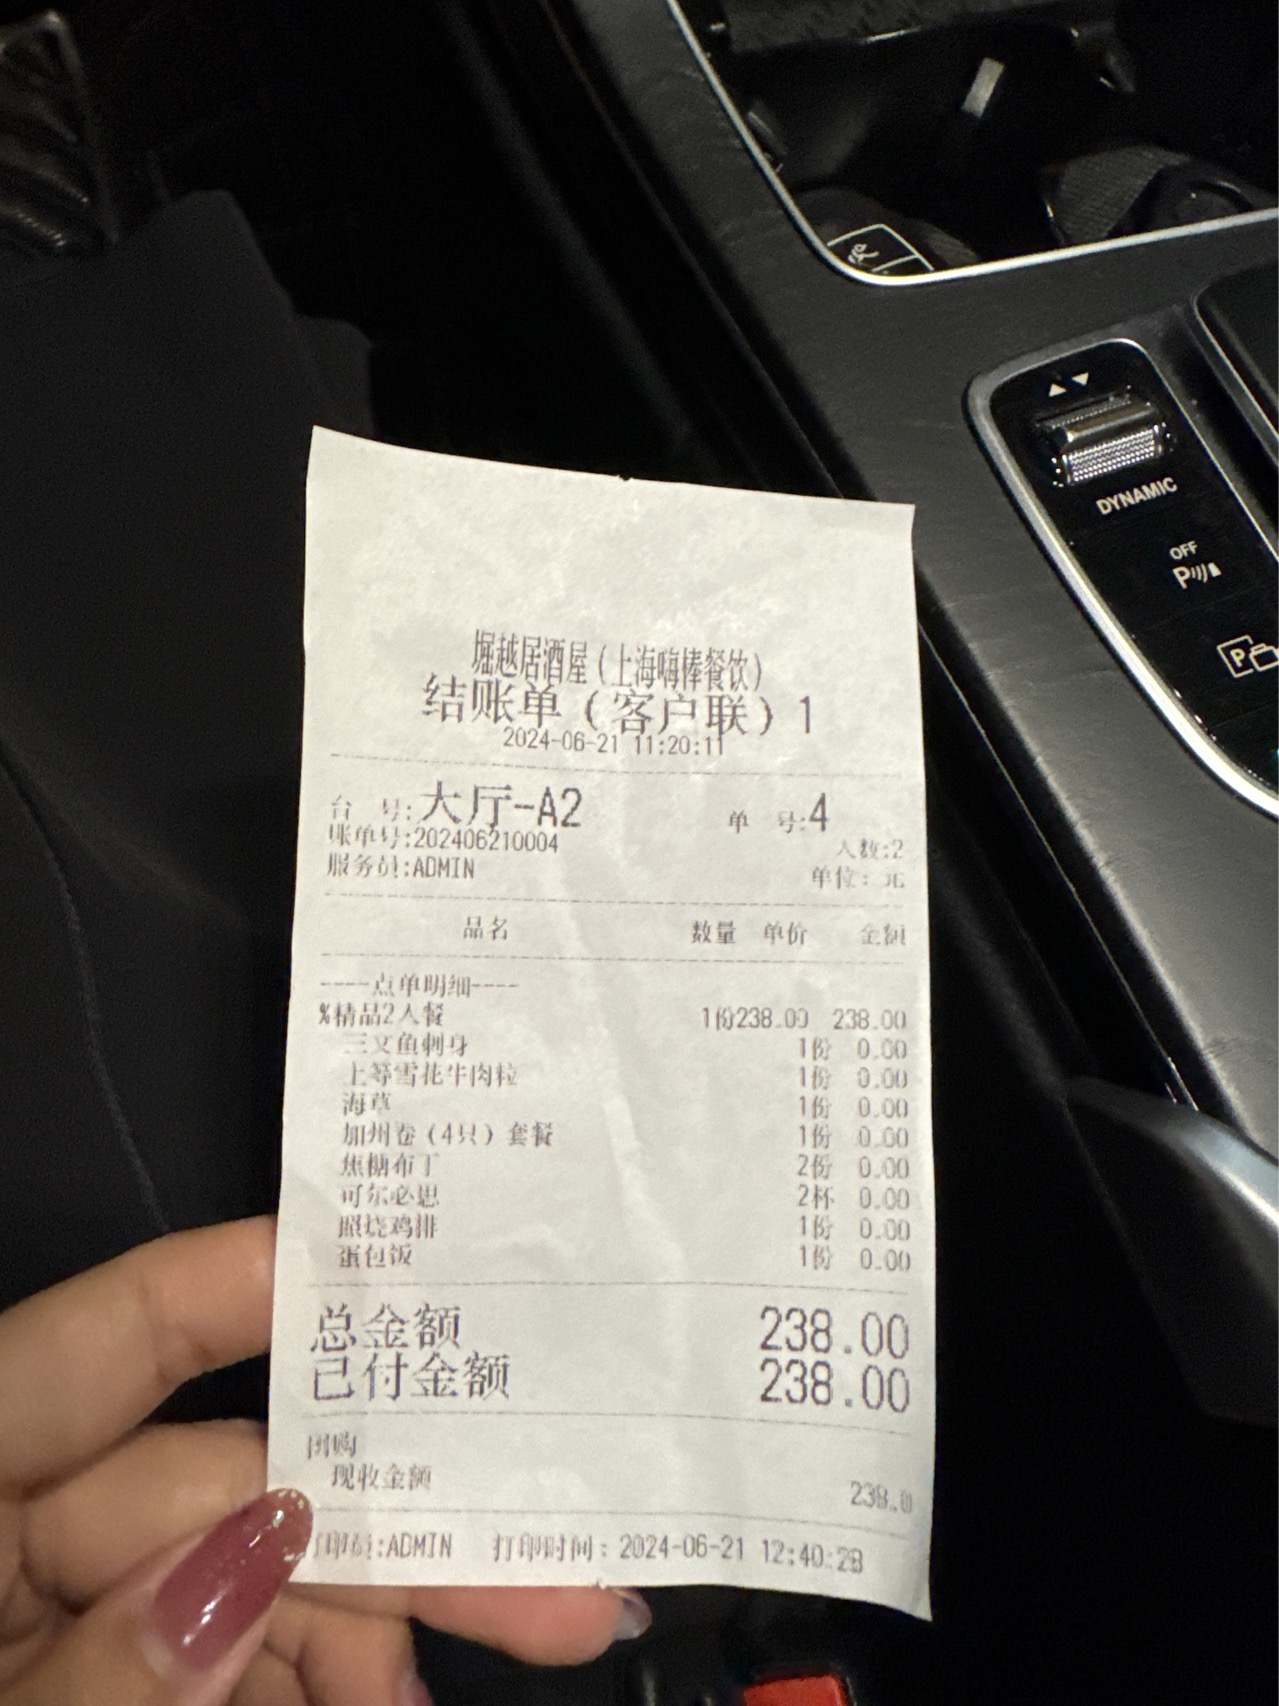 堀越居酒屋（上海嗨棒餐饮）
结账单（客户联）1
2024-06-21 11:20:11
台 号:大厅-A2 单 号:4
账单号:202406210004 人数:2
服务员:ADMIN 单位：元
品名 数量 单价 金额
----点单明细----
%精品2人餐 1份238.00 238.00
三文鱼刺身 1份 0.00
上等雪花牛肉粒 1份 0.00
海草 1份 0.00
加州卷（4只）套餐 1份 0.00
焦糖布丁 2份 0.00
可尔必思 2杯 0.00
照烧鸡排 1份 0.00
蛋包饭 1份 0.00
总金额 238.00
已付金额 238.00
团购
现收金额 238.0
打印员:ADMIN 打印时间：2024-06-21 12:40:28
DYNAMIC
OFF
P
P